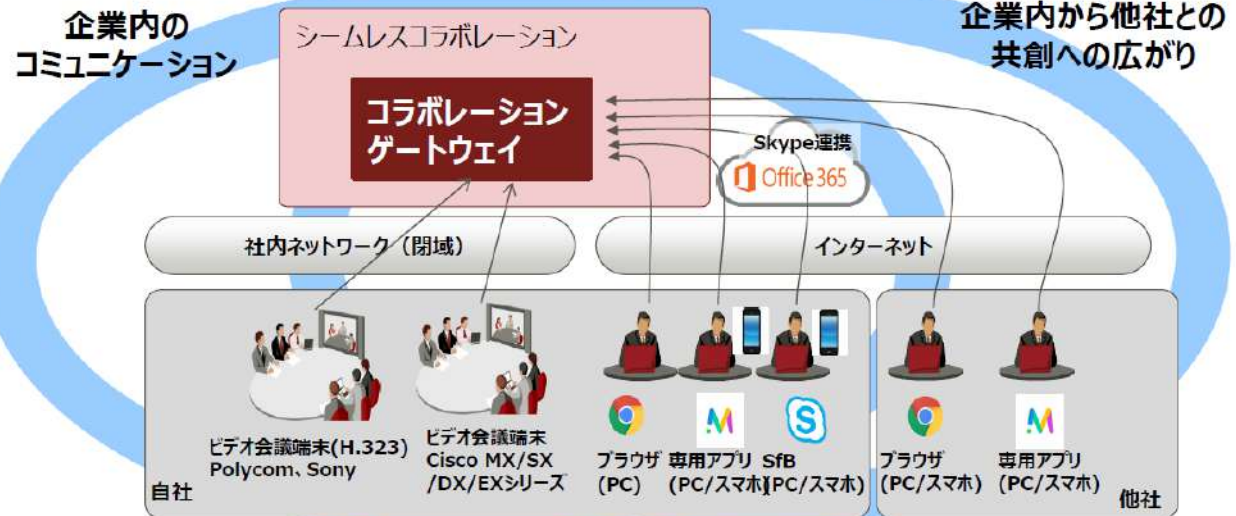 企業内の
コミュニケーション
シームレスコラボレーション
企業内から他社との
共創への広がり
コラボレーション
ゲートウェイ
Skype連携
Office 365
社内ネットワーク（閉域）
インターネット
ビデオ会議端末(H.323)
Polycom、Sony
ビデオ会議端末
Cisco MX/SX
/DX/EXシリーズ
ブラウザ
(PC)
専用アプリ
(PC/スマホ)
SfB
(PC/スマホ)
ブラウザ
(PC/スマホ)
専用アプリ
(PC/スマホ)
自社
他社